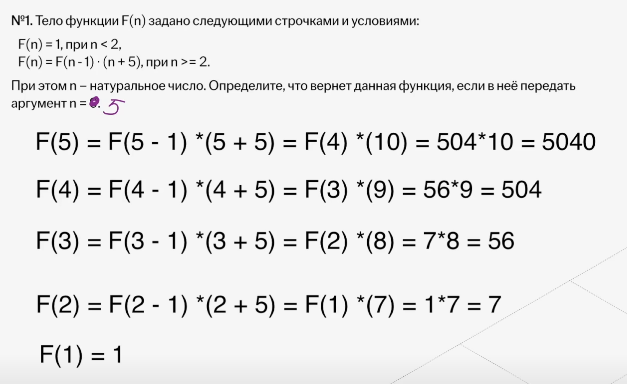 №1. Тело функции F(n) задано следующими строчками и условиями:
F(n) = 1, при n < 2,
F(n) = F(n - 1) · (n + 5), при n >= 2.
При этом n – натуральное число. Определите, что вернет данная функция, если в неё передать
аргумент n = 5
F(5) = F(5 - 1) *(5 + 5) = F(4) *(10) = 504*10 = 5040
F(4) = F(4 - 1) *(4 + 5) = F(3) *(9) = 56*9 = 504
F(3) = F(3 - 1) *(3 + 5) = F(2) *(8) = 7*8 = 56
F(2) = F(2 - 1) *(2 + 5) = F(1) *(7) = 1*7 = 7
F(1) = 1